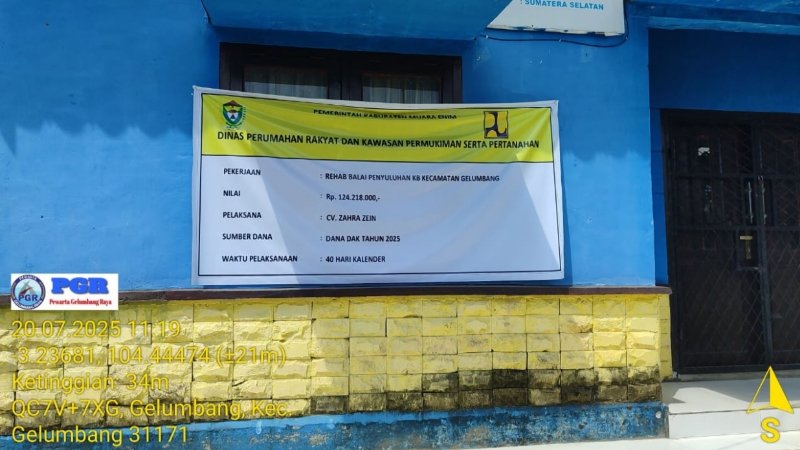 : SUMATERA SELATAN
PEMERINTAH KABUPATEN MUARA ENIM
DINAS PERUMAHAN RAKYAT DAN KAWASAN PERMUKIMAN SERTA PERTANAHAN
PEKERJAAN : REHAB BALAI PENYULUHAN KB KECAMATAN GELUMBANG
NILAI : Rp. 124.218.000,-
PELAKSANA : CV. ZAHRA ZEIN
SUMBER DANA : DANA DAK TAHUN 2025
WAKTU PELAKSANAAN : 40 HARI KALENDER
PGR
PGR
Pewarta Gelumbang Raya
20 07 2025 11:19
-3.23681, 104.44474 (±21m)
Ketinggian: 34m
QC7V+7XG, Gelumbang, Kec.
Gelumbang 31171
S